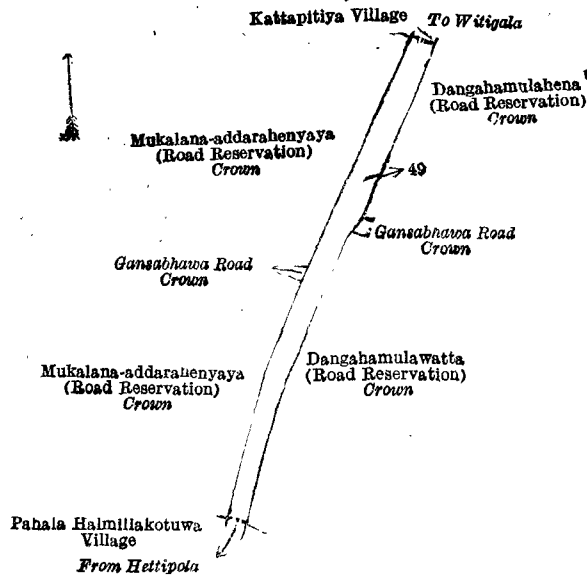 Kattapitiya Village To Witigala
Dangahamulahena
(Road Reservation)
Crown
Mukalana-addarahenyaya
(Road Reservation)
Crown
49
Gansabhawa Road
Crown
Gansabhawa Road
Crown
Dangahamulawatta
(Road Reservation)
Crown
Mukalana-addarahenyaya
(Road Reservation)
Crown
Pahala Halmillakotuwa
Village
From Hettipola